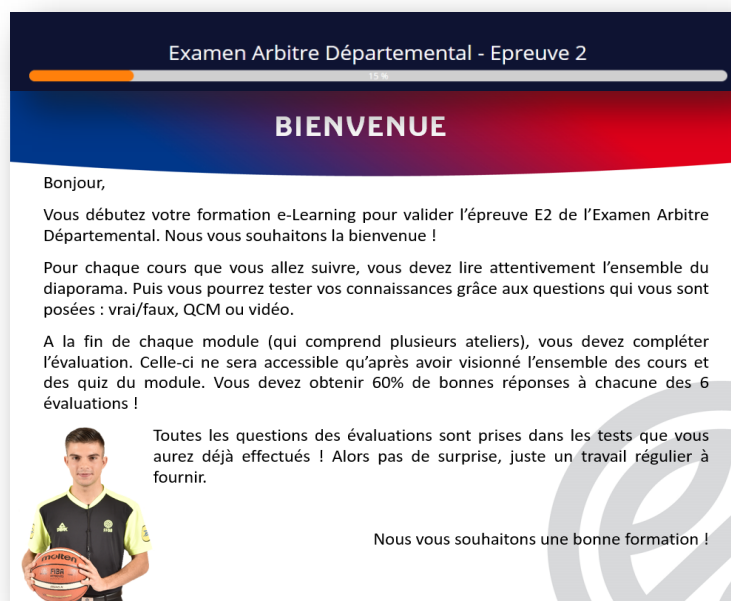 Examen Arbitre Départemental - Epreuve 2
15 %
BIENVENUE
Bonjour,
Vous débutez votre formation e-Learning pour valider l’épreuve E2 de l’Examen Arbitre
Départemental. Nous vous souhaitons la bienvenue !
Pour chaque cours que vous allez suivre, vous devez lire attentivement l’ensemble du
diaporama. Puis vous pourrez tester vos connaissances grâce aux questions qui vous sont
posées : vrai/faux, QCM ou vidéo.
A la fin de chaque module (qui comprend plusieurs ateliers), vous devez compléter
l’évaluation. Celle-ci ne sera accessible qu’après avoir visionné l’ensemble des cours et
des quiz du module. Vous devez obtenir 60% de bonnes réponses à chacune des 6
évaluations !
Toutes les questions des évaluations sont prises dans les tests que vous
aurez déjà effectués ! Alors pas de surprise, juste un travail régulier à
fournir.
Nous vous souhaitons une bonne formation !
molten
FIBA